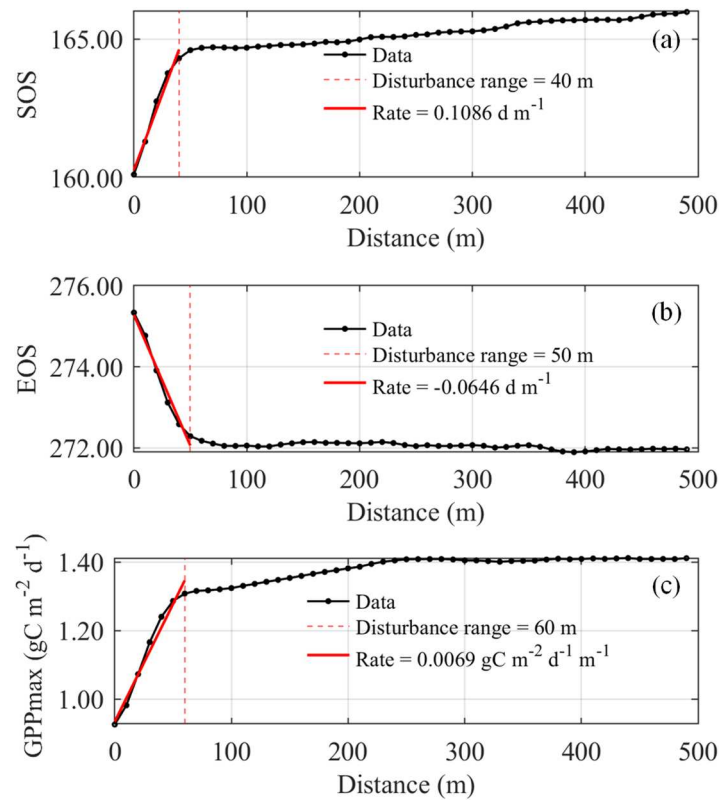 (a)
SOS
165.00
160.00
Data
Disturbance range = 40 m
Rate = 0.1086 d m⁻¹
0 100 200 300 400 500
Distance (m)
(b)
EOS
276.00
274.00
272.00
Data
Disturbance range = 50 m
Rate = -0.0646 d m⁻¹
0 100 200 300 400 500
Distance (m)
(c)
GPPmax (gC m⁻² d⁻¹)
1.40
1.20
1.00
Data
Disturbance range = 60 m
Rate = 0.0069 gC m⁻² d⁻¹ m⁻¹
0 100 200 300 400 500
Distance (m)